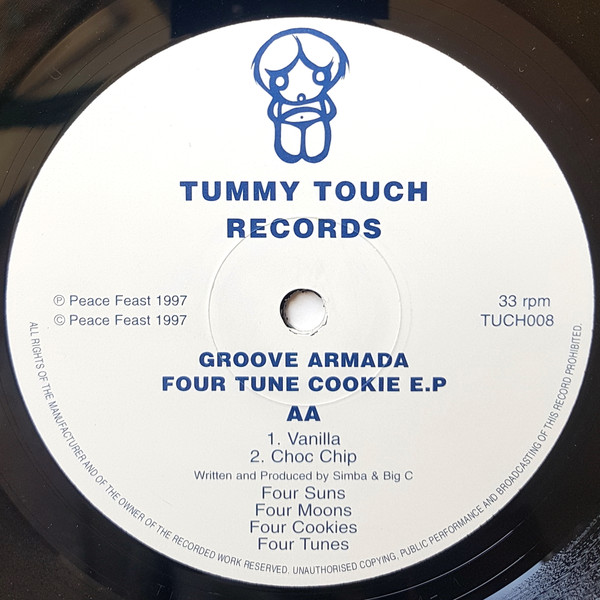 TUMMY TOUCH
RECORDS
℗ Peace Feast 1997
© Peace Feast 1997
33 rpm
TUCH008
GROOVE ARMADA
FOUR TUNE COOKIE E.P
AA
1. Vanilla
2. Choc Chip
Written and Produced by Simba & Big C
Four Suns
Four Moons
Four Cookies
Four Tunes
ALL RIGHTS OF THE MANUFACTURER AND OF THE OWNER OF THE RECORDED WORK RESERVED. UNAUTHORISED COPYING, PUBLIC PERFORMANCE AND BROADCASTING OF THIS RECORD PROHIBITED.